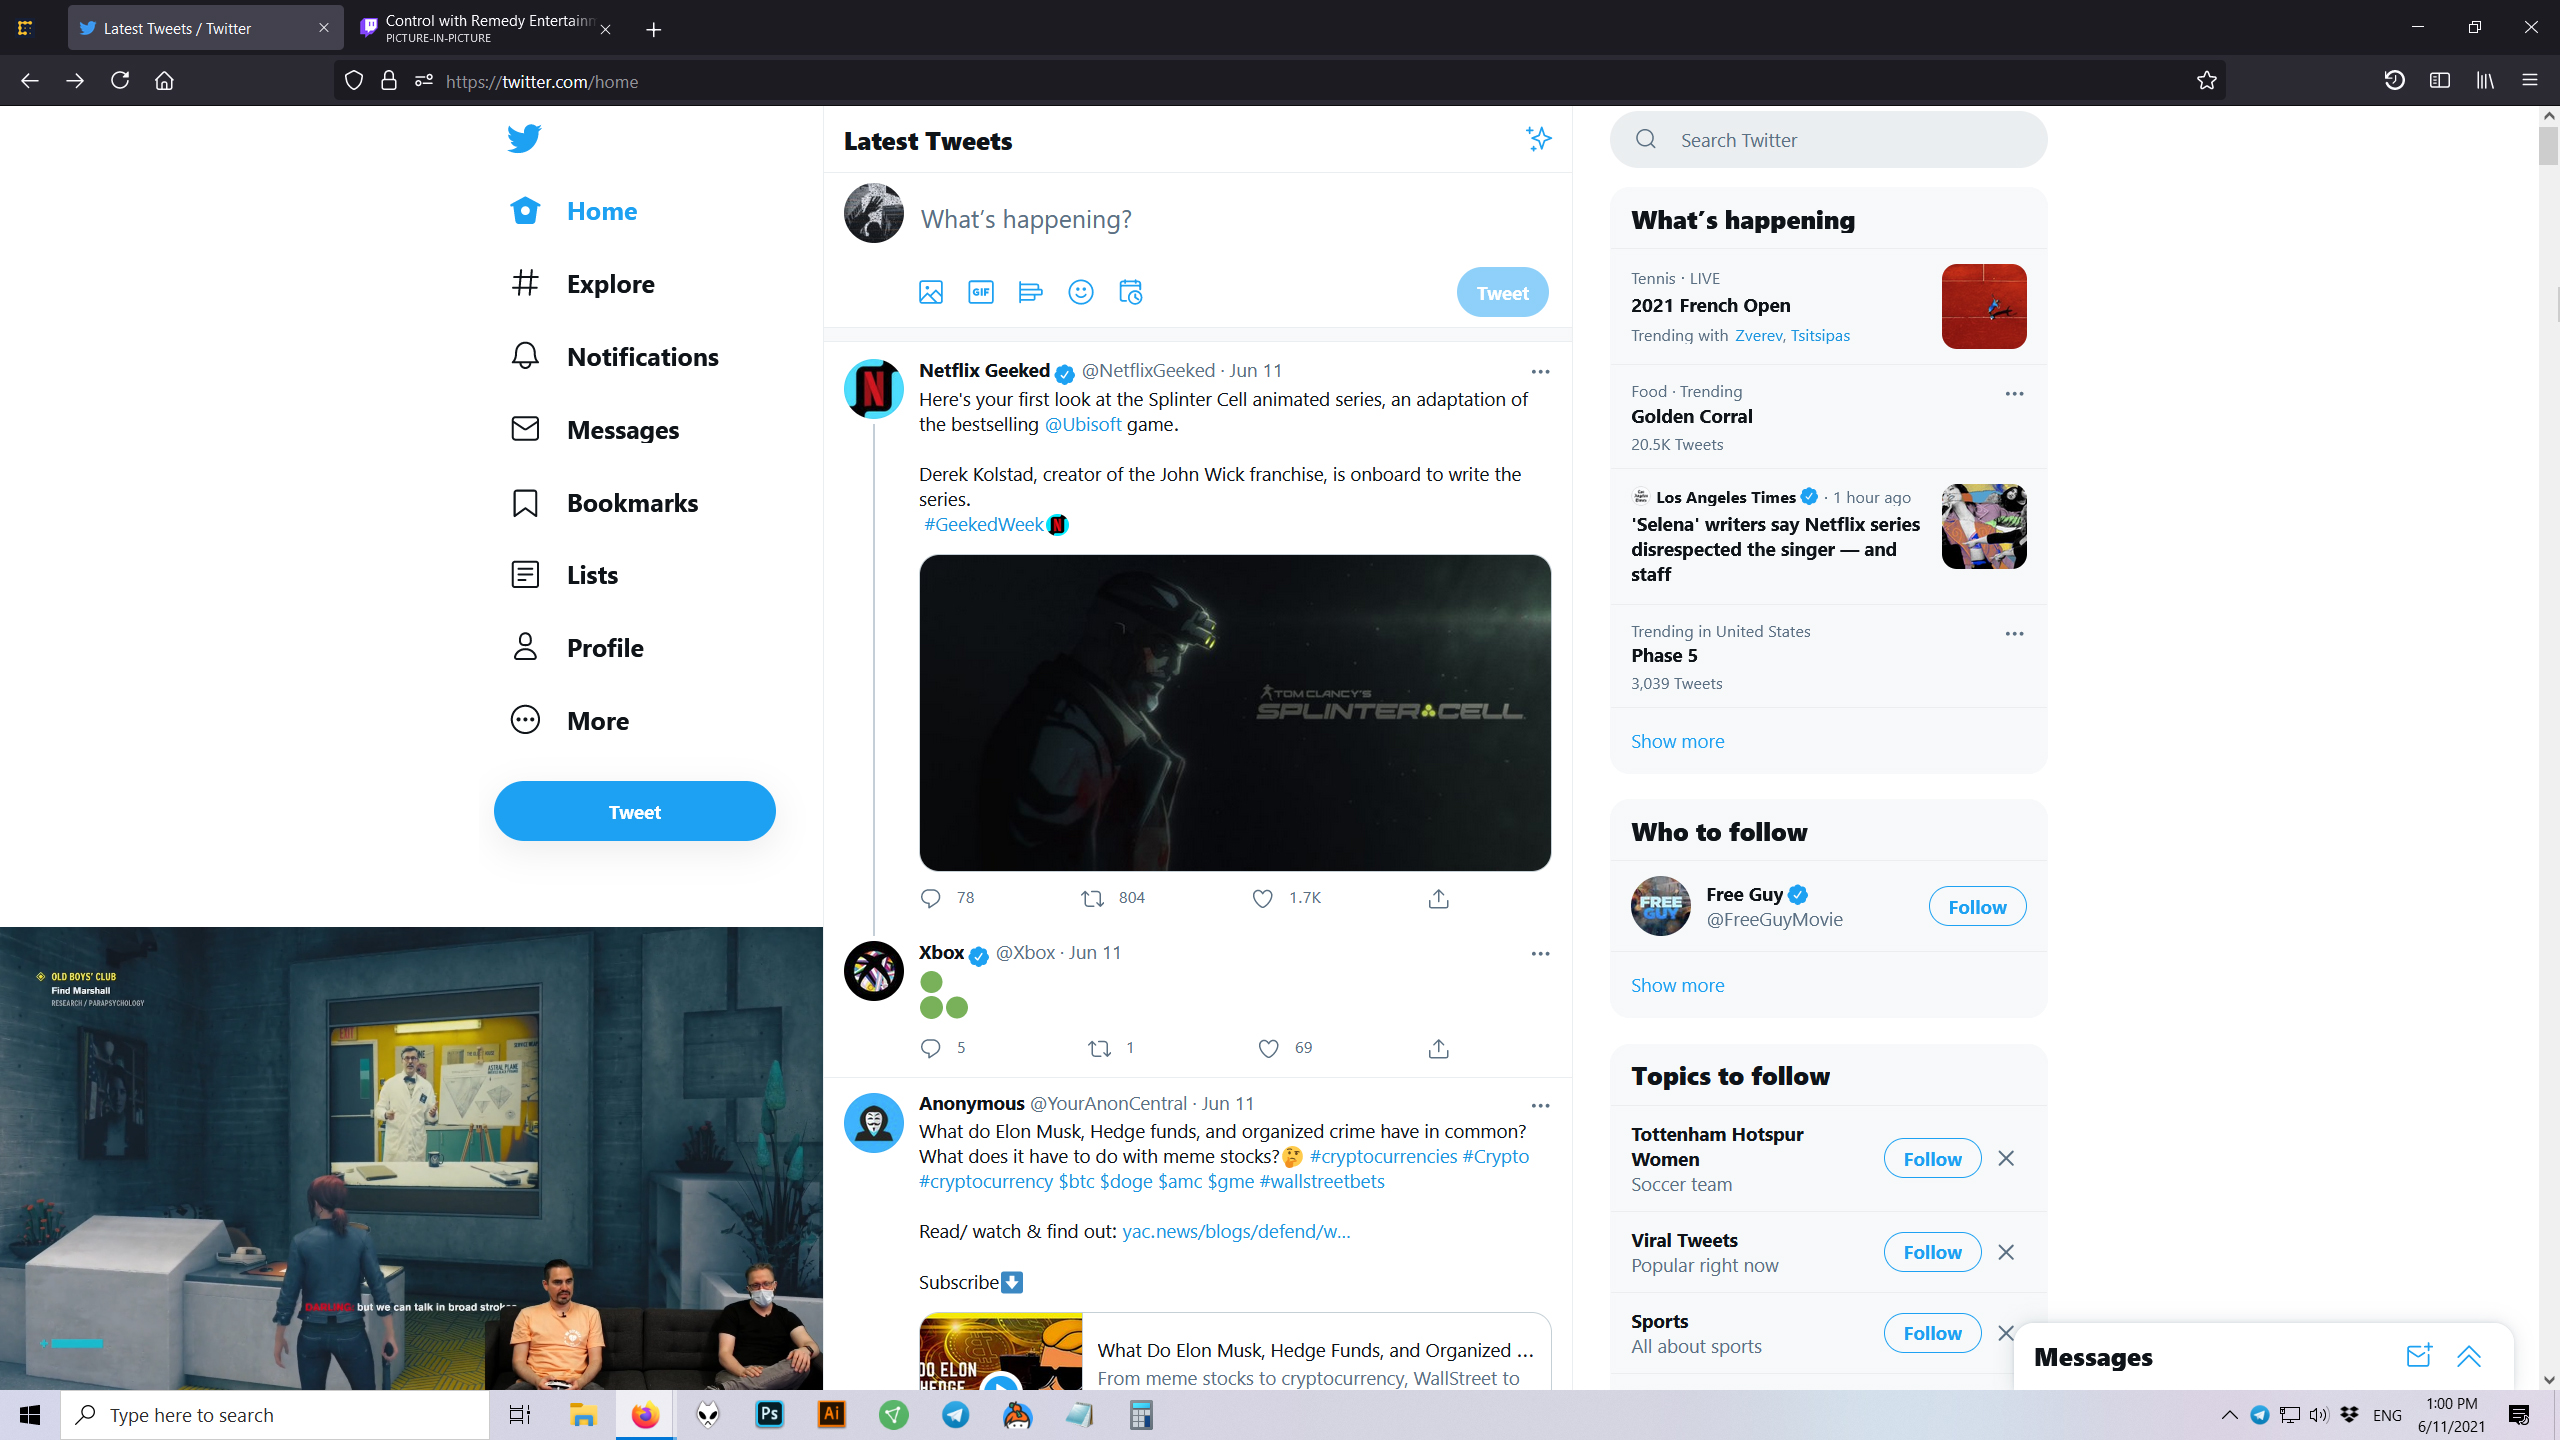 Latest Tweets / Twitter
Control with Remedy Entertainm
PICTURE-IN-PICTURE
https://twitter.com/home
Home
Explore
Notifications
Messages
Bookmarks
Lists
Profile
More
Tweet
Latest Tweets
What's happening?
GIF
Tweet
Netflix Geeked @NetflixGeeked · Jun 11
Here's your first look at the Splinter Cell animated series, an adaptation of
the bestselling @Ubisoft game.
Derek Kolstad, creator of the John Wick franchise, is onboard to write the
series.
#GeekedWeek
TOM CLANCY'S
SPLINTER CELL
78
804
1.7K
Xbox @Xbox · Jun 11
5
1
69
Anonymous @YourAnonCentral · Jun 11
What do Elon Musk, Hedge funds, and organized crime have in common?
What does it have to do with meme stocks?🤔 #cryptocurrencies #Crypto
#cryptocurrency $btc $doge $amc $gme #wallstreetbets
Read/ watch & find out: yac.news/blogs/defend/w...
Subscribe⬇️
DO ELON
HEDGE
What Do Elon Musk, Hedge Funds, and Organized ...
From meme stocks to cryptocurrency, WallStreet to
Search Twitter
What's happening
Tennis · LIVE
2021 French Open
Trending with Zverev, Tsitsipas
Food · Trending
Golden Corral
20.5K Tweets
Los Angeles Times · 1 hour ago
'Selena' writers say Netflix series
disrespected the singer — and
staff
Trending in United States
Phase 5
3,039 Tweets
Show more
Who to follow
FREE
GUY
Free Guy
@FreeGuyMovie
Follow
Show more
Topics to follow
Tottenham Hotspur
Women
Soccer team
Follow
Viral Tweets
Popular right now
Follow
Sports
All about sports
Follow
Messages
OLD BOYS' CLUB
Find Marshall
RESEARCH / PARAPSYCHOLOGY
EXIT
ASTRAL PLANE
DARLING: but we can talk in broad strokes
Type here to search
Ps
Ai
ENG
1:00 PM
6/11/2021